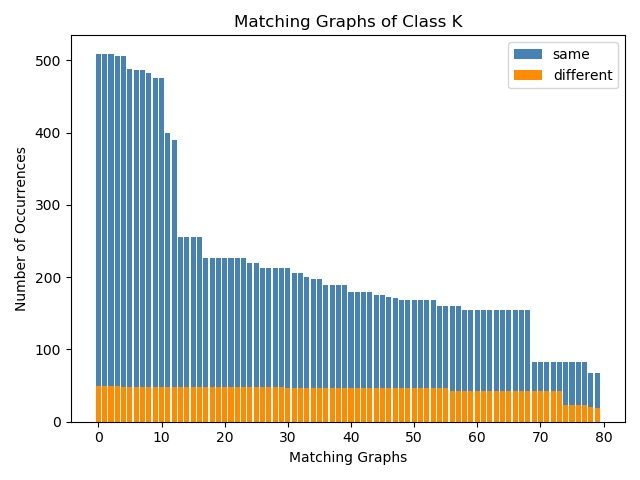 Matching Graphs of Class K
same
different
Number of Occurrences
500
400
300
200
100
0
0 10 20 30 40 50 60 70 80
Matching Graphs